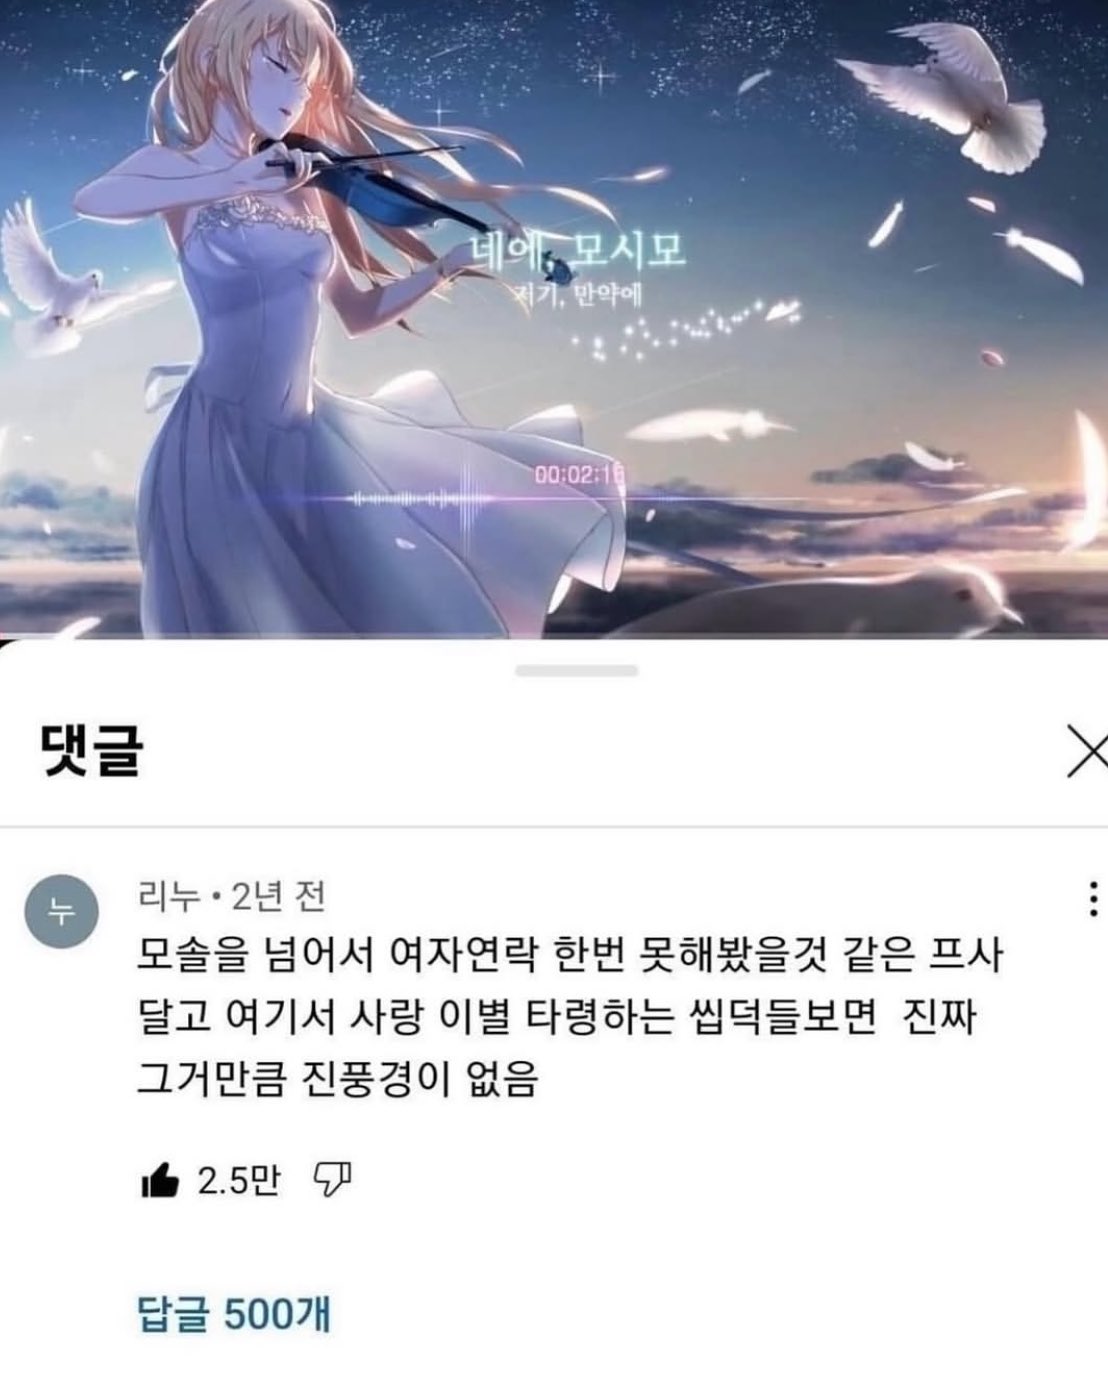 네에, 모시모
저기, 만약에
00:02:16
댓글
누
리누 • 2년 전
모솔을 넘어서 여자연락 한번 못해봤을것 같은 프사
달고 여기서 사랑 이별 타령하는 씹덕들보면 진짜
그거만큼 진풍경이 없음
2.5만
답글 500개